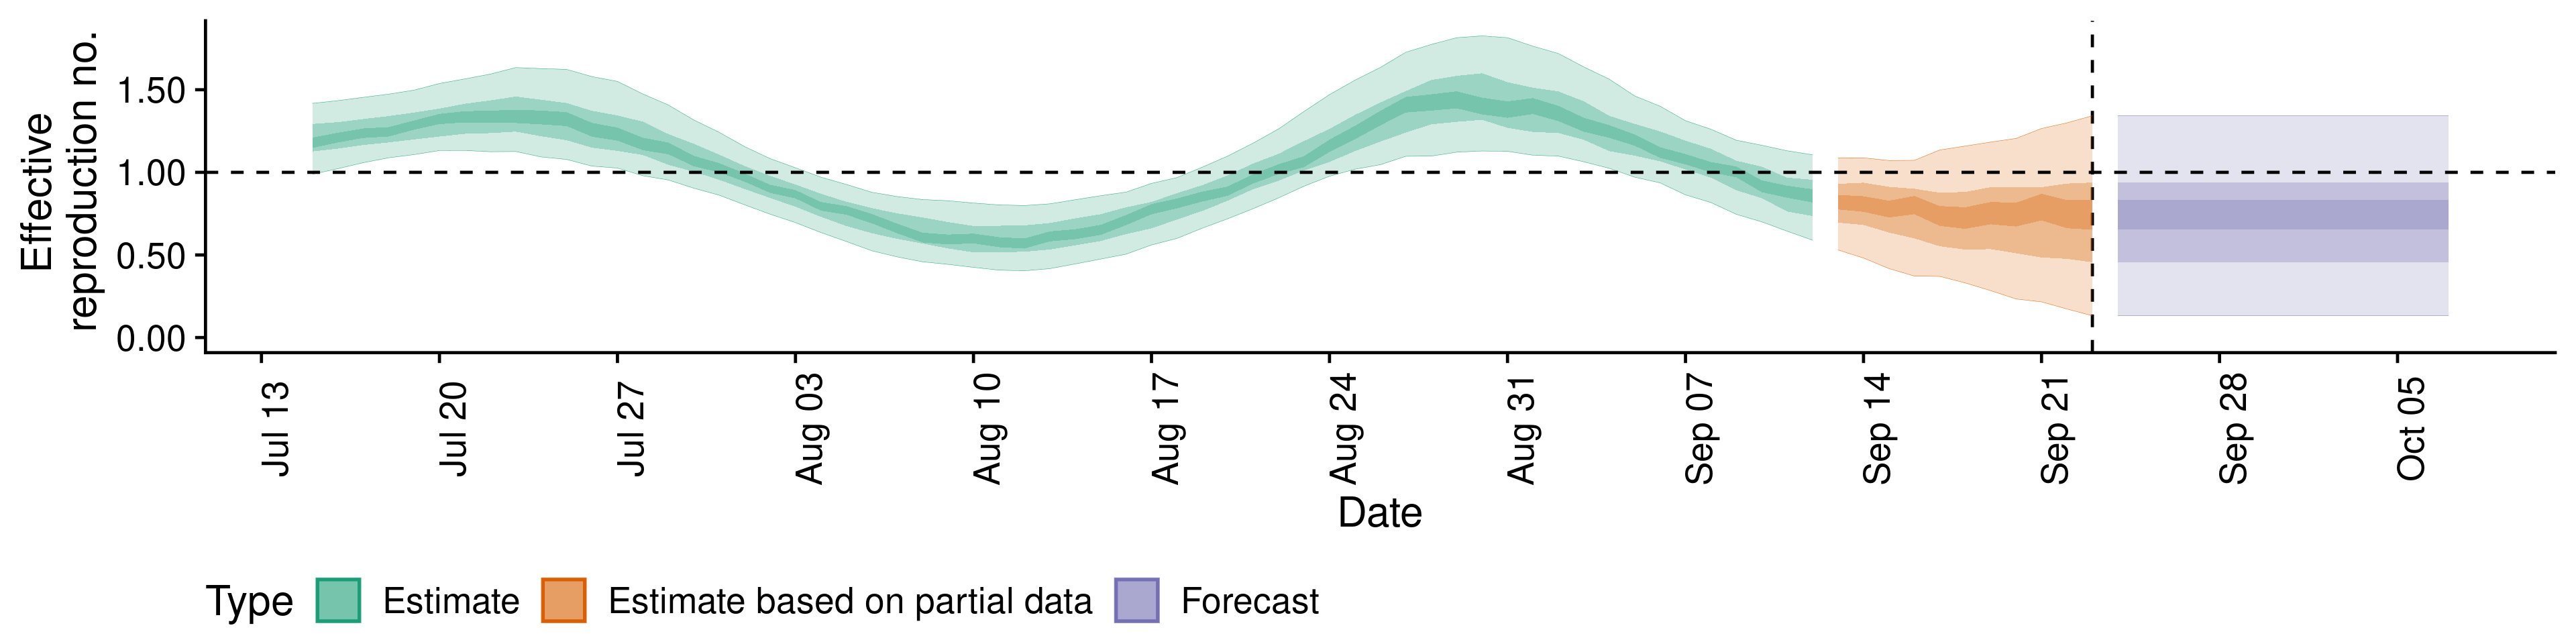 Effective
reproduction no.
1.50
1.00
0.50
0.00
Jul 13
Jul 20
Jul 27
Aug 03
Aug 10
Aug 17
Aug 24
Aug 31
Sep 07
Sep 14
Sep 21
Sep 28
Oct 05
Date
Type Estimate Estimate based on partial data Forecast